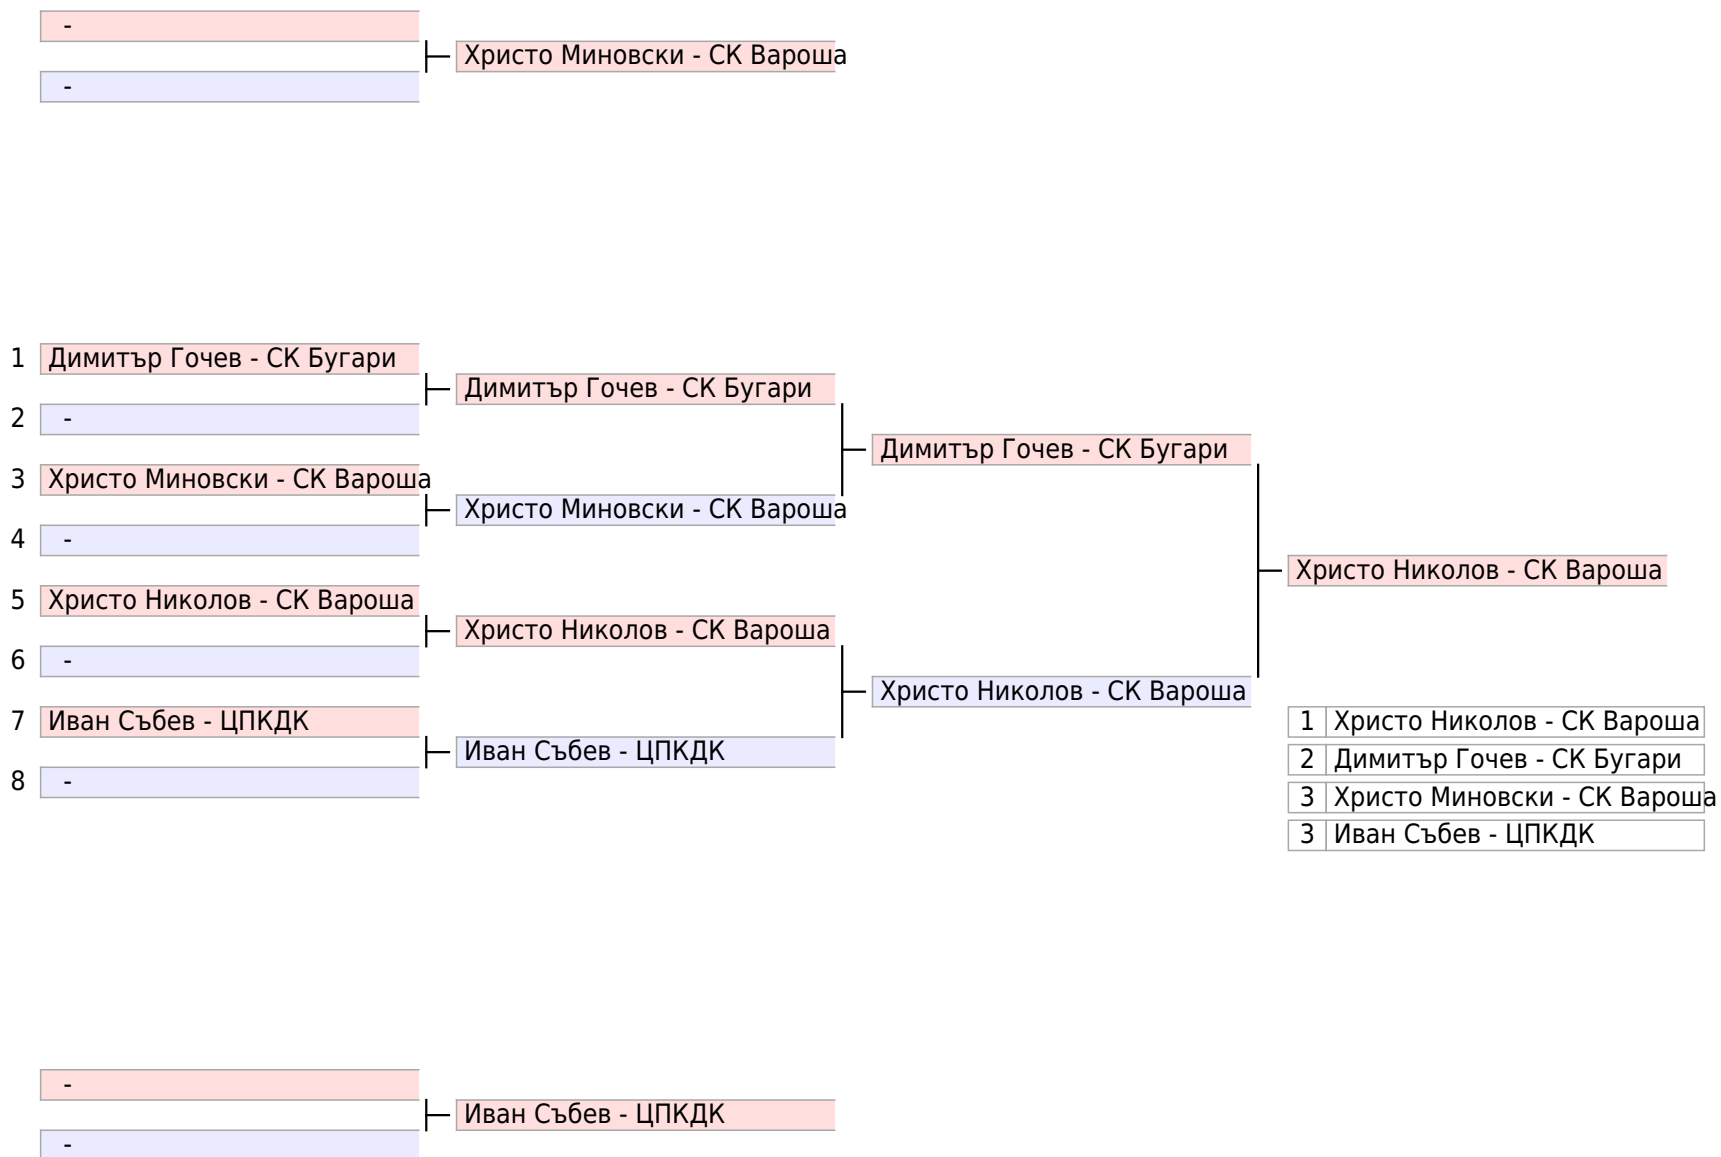 -
Христо Миновски - СК Вароша
-
1 Димитър Гочев - СК Бугари
Димитър Гочев - СК Бугари
2 -
Димитър Гочев - СК Бугари
3 Христо Миновски - СК Вароша
Христо Миновски - СК Вароша
4 -
Христо Николов - СК Вароша
5 Христо Николов - СК Вароша
Христо Николов - СК Вароша
6 -
Христо Николов - СК Вароша
7 Иван Събев - ЦПКДК
Иван Събев - ЦПКДК
8 -
1 Христо Николов - СК Вароша
2 Димитър Гочев - СК Бугари
3 Христо Миновски - СК Вароша
3 Иван Събев - ЦПКДК
-
Иван Събев - ЦПКДК
-